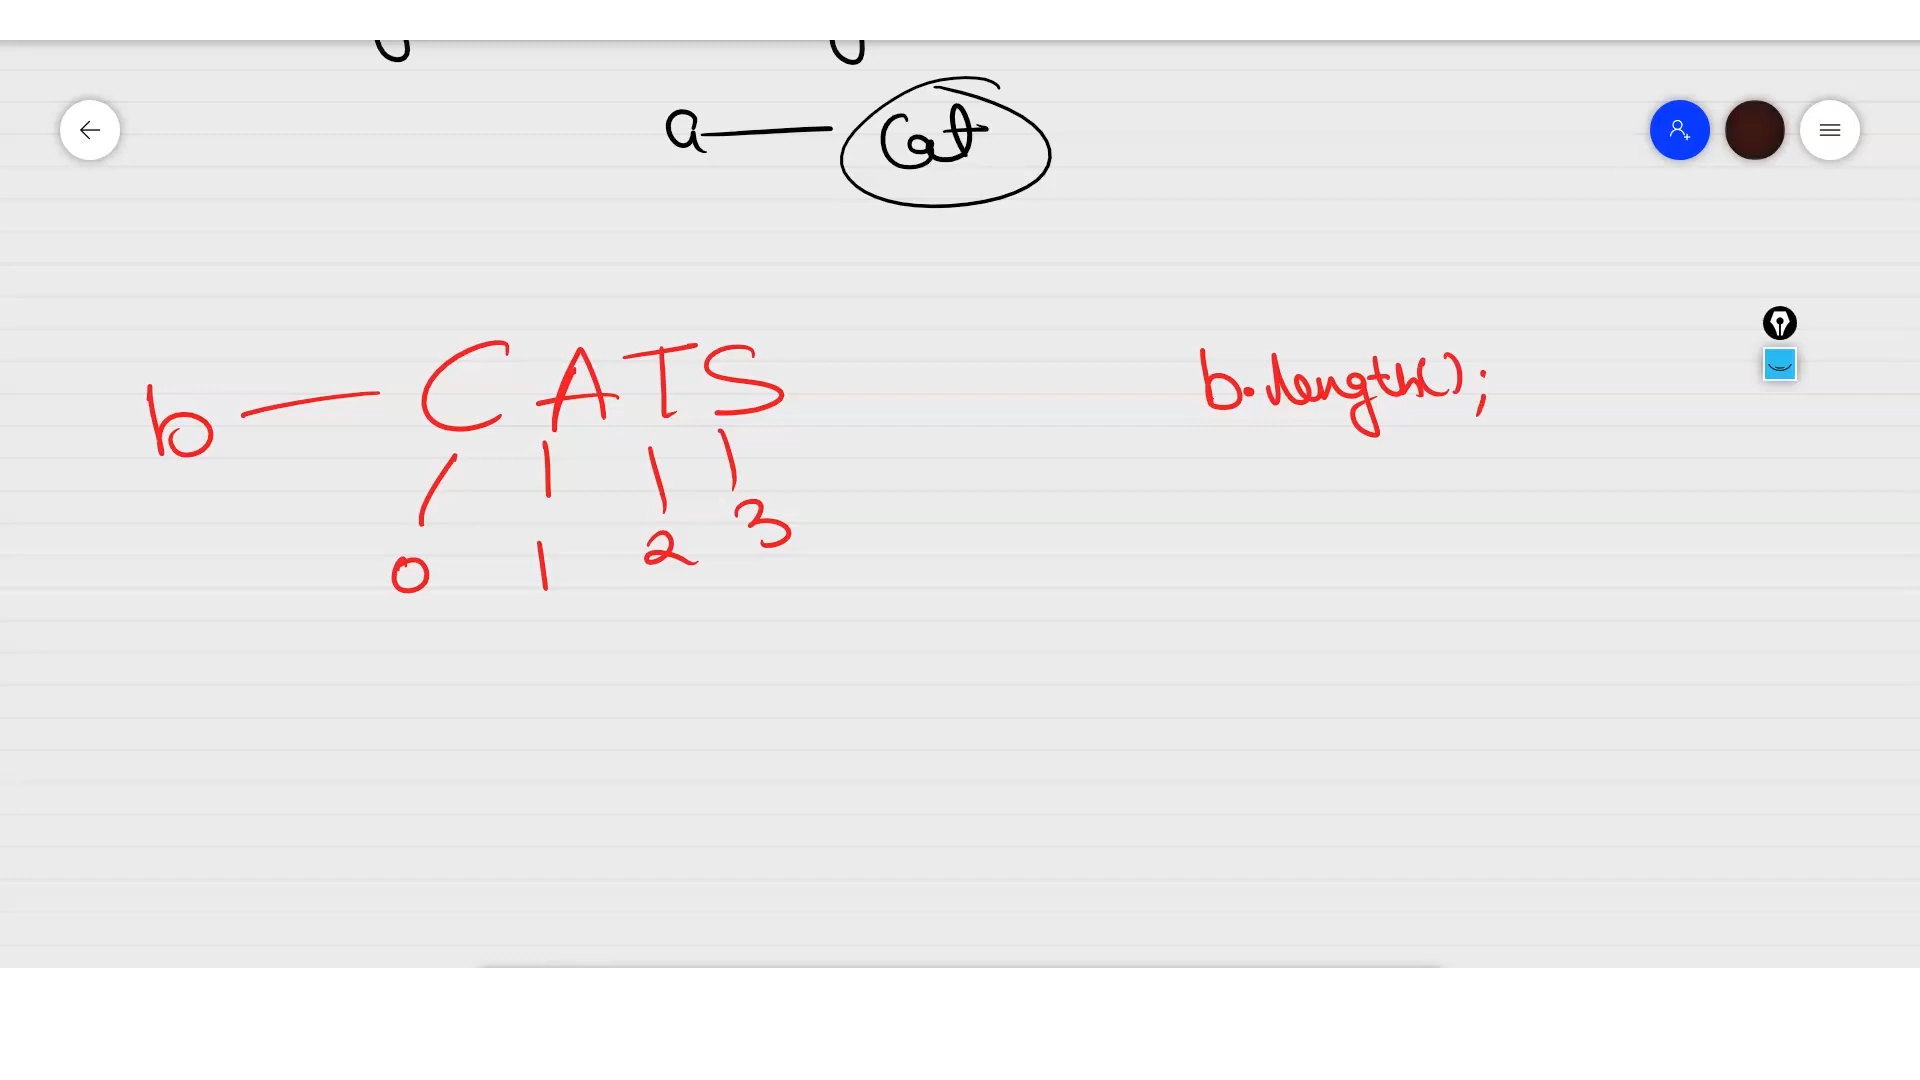 a — Cat
b — CATS b.length();
0 1 2 3